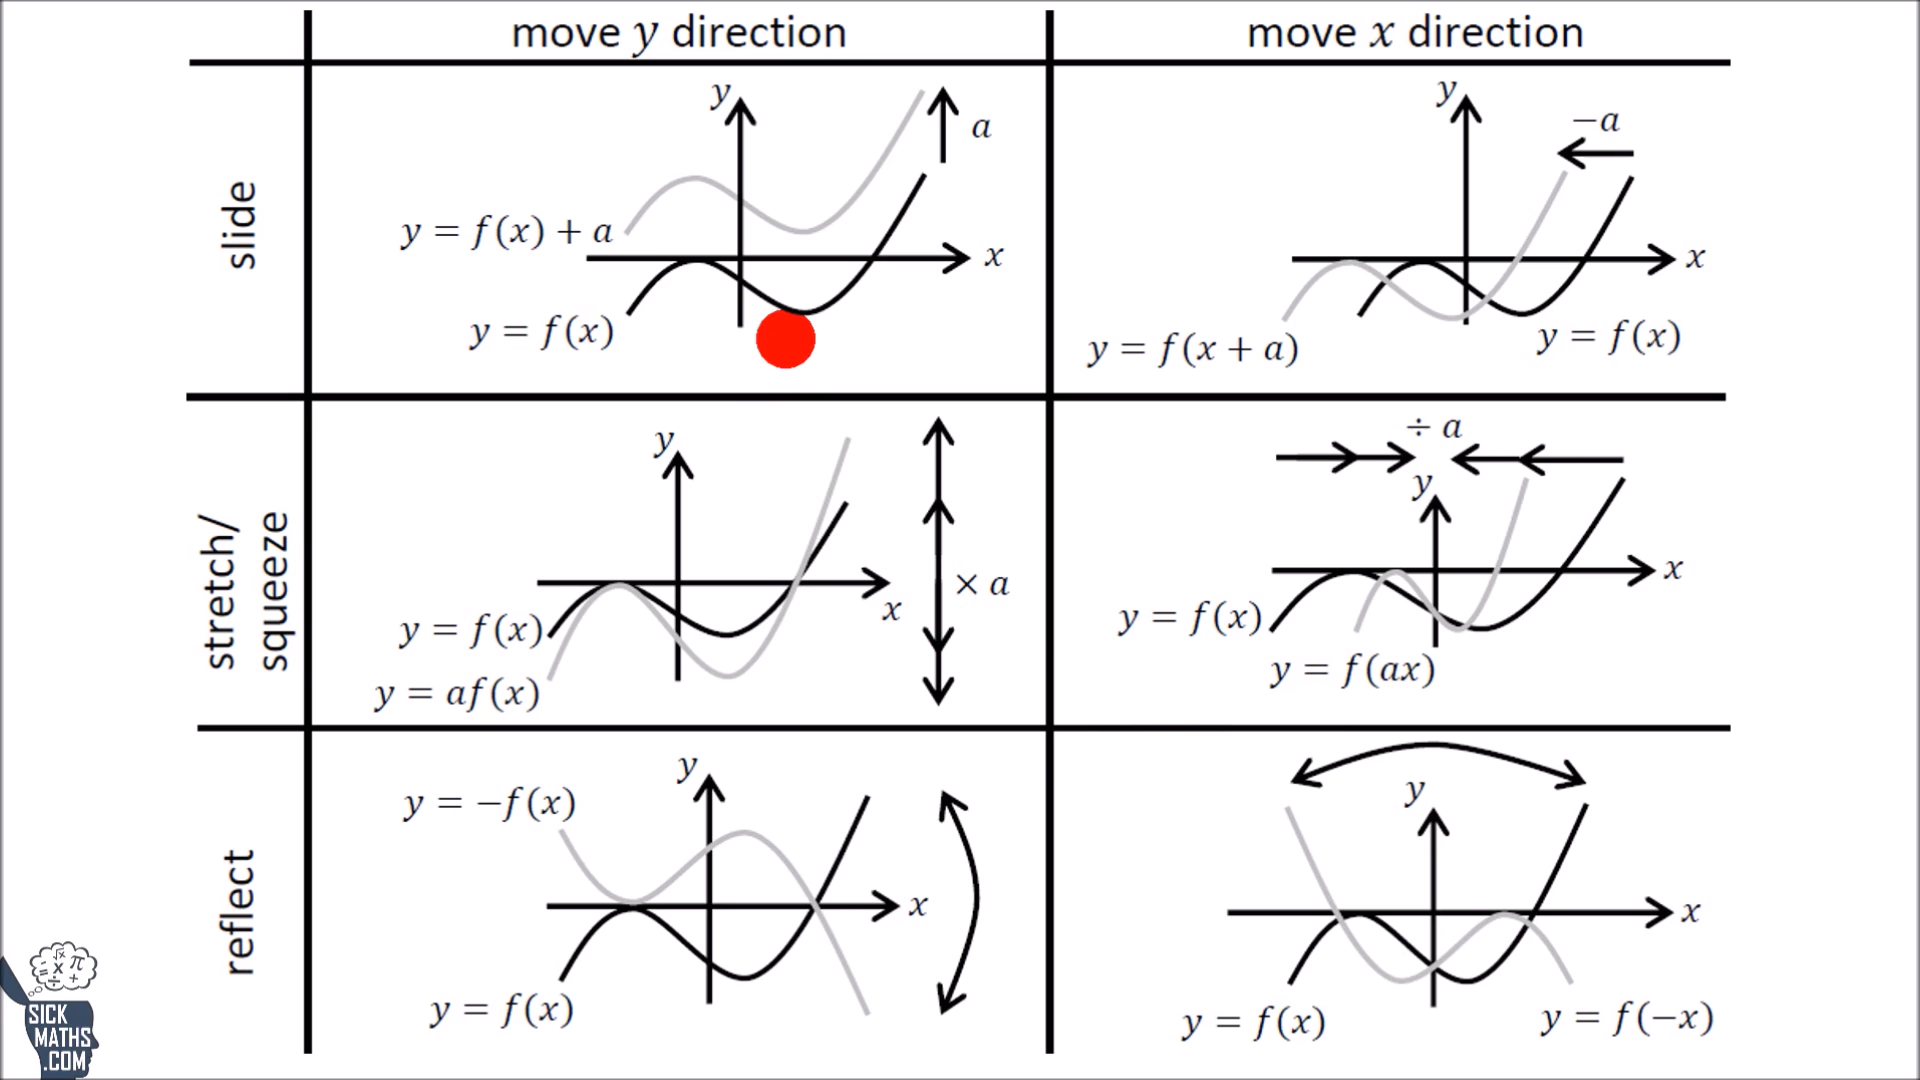 move y direction
move x direction
slide
y
a
y = f(x) + a
x
y = f(x)
y
−a
x
y = f(x + a)
y = f(x)
stretch/
squeeze
y
× a
x
y = f(x)
y = af(x)
÷ a
y
x
y = f(x)
y = f(ax)
reflect
y
y = −f(x)
x
y = f(x)
y
x
y = f(x)
y = f(−x)
√x π
= x
÷ +
SICK
MATHS
.COM